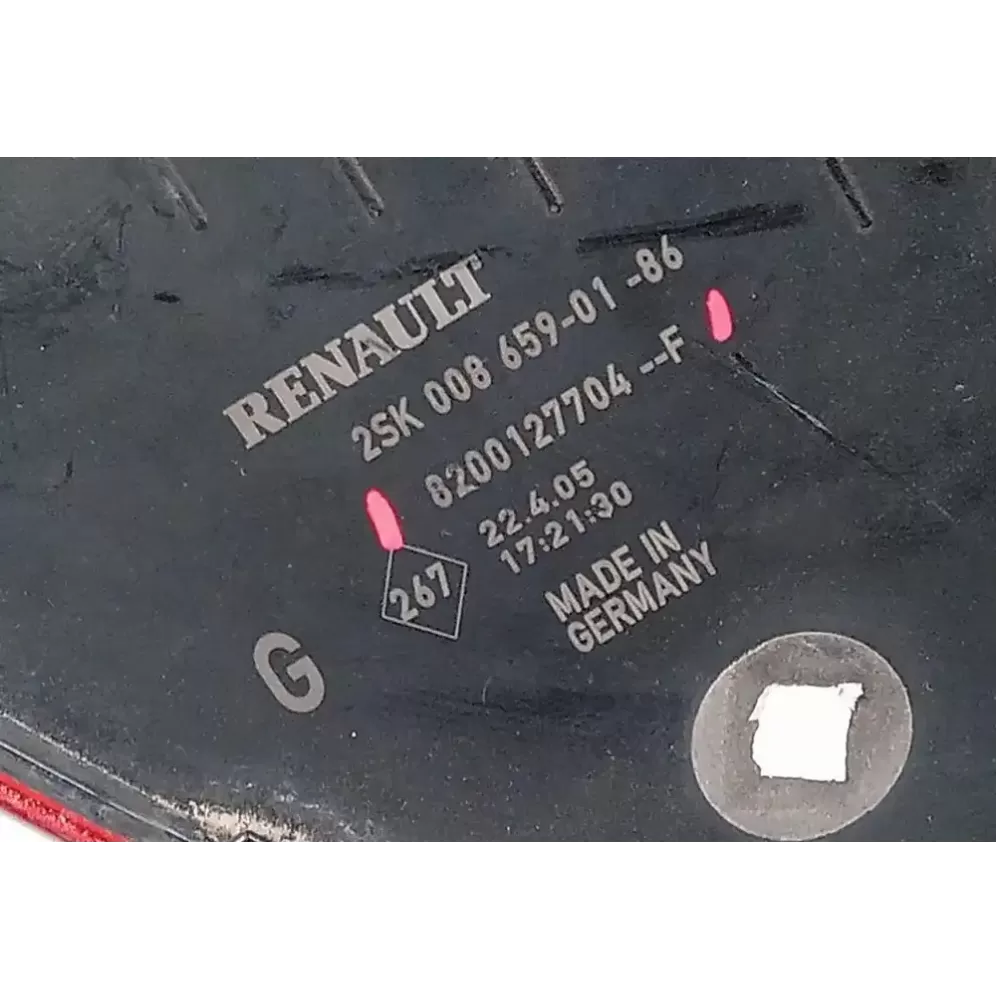 RENAULT
2SK 008 659-01 -86
8200127704 --F
22.4.05
17:21:30
267
MADE IN
GERMANY
G